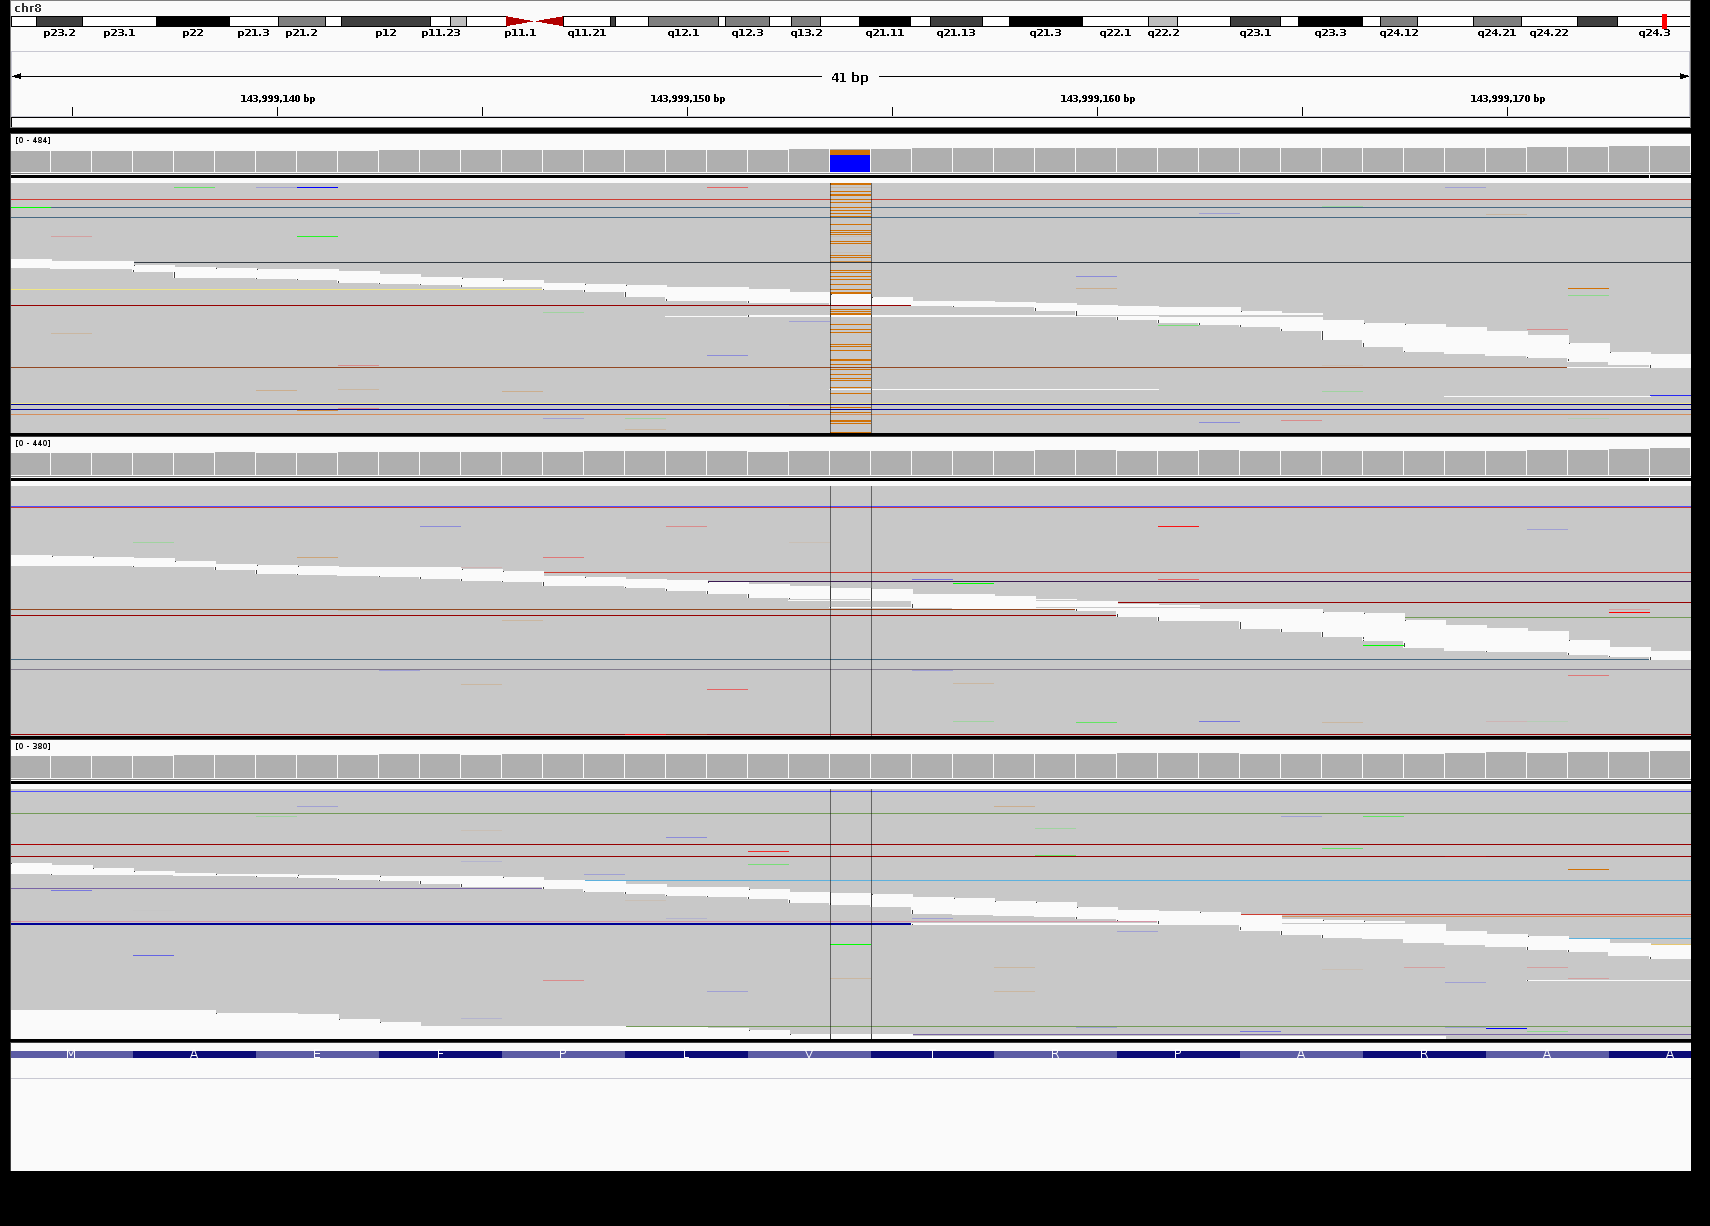 chr8
p23.2 p23.1 p22 p21.3 p21.2 p12 p11.23 p11.1 q11.21 q12.1 q12.3 q13.2 q21.11 q21.13 q21.3 q22.1 q22.2 q23.1 q23.3 q24.12 q24.21 q24.22 q24.3
41 bp
143,999,140 bp 143,999,150 bp 143,999,160 bp 143,999,170 bp
[0 - 484]
[0 - 440]
[0 - 380]
M A E F P L V R P A R A A